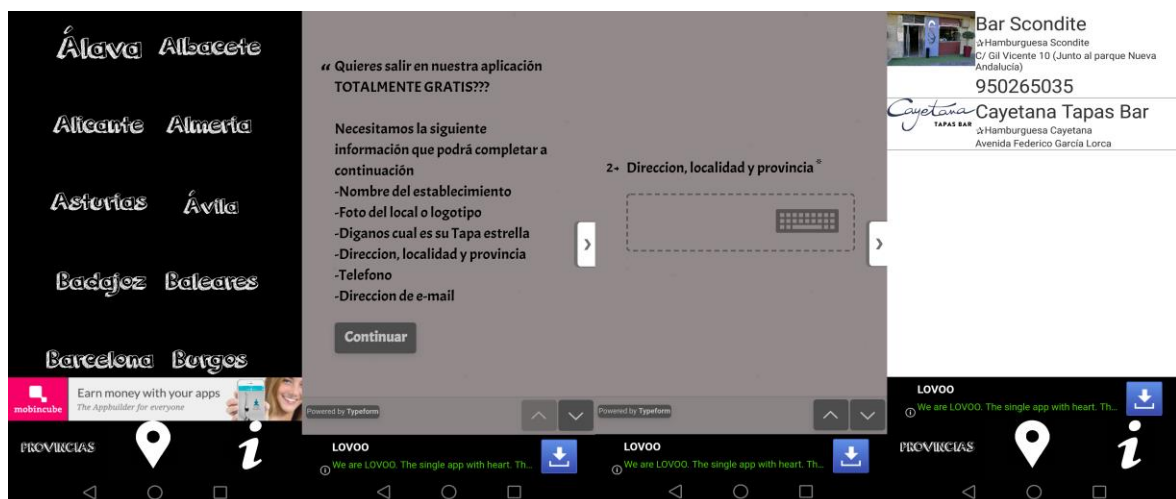 Álava Albacete
Alicante Almería
Asturias Ávila
Badajoz Baleares
Barcelona Burgos
mobincube
Earn money with your apps
The Appbuilder for everyone
PROVINCIAS
“ Quieres salir en nuestra aplicación
TOTALMENTE GRATIS???
Necesitamos la siguiente
información que podrá completar a
continuación
-Nombre del establecimiento
-Foto del local o logotipo
-Diganos cual es su Tapa estrella
-Direccion, localidad y provincia
-Telefono
-Direccion de e-mail
Continuar
Powered by Typeform
LOVOO
We are LOVOO. The single app with heart. Th...
2→ Direccion, localidad y provincia*
Powered by Typeform
LOVOO
We are LOVOO. The single app with heart. Th...
Bar Scondite
☆Hamburguesa Scondite
C/ Gil Vicente 10 (Junto al parque Nueva
Andalucía)
950265035
Cayetana
TAPAS BAR
Cayetana Tapas Bar
☆Hamburguesa Cayetana
Avenida Federico García Lorca
LOVOO
We are LOVOO. The single app with heart. Th...
PROVINCIAS